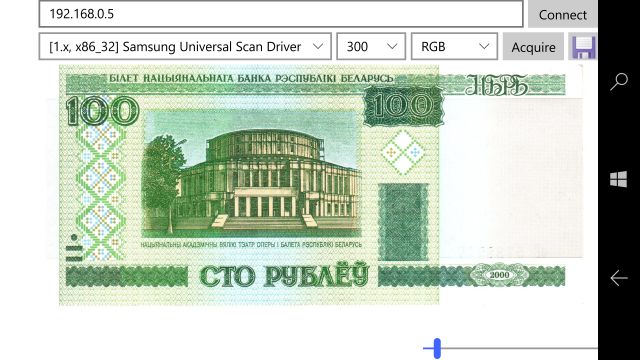 192.168.0.5
Connect
[1.x, x86_32] Samsung Universal Scan Driver
300
RGB
Acquire
БІЛЕТ НАЦЫЯНАЛЬНАГА БАНКА РЭСПУБЛІКІ БЕЛАРУСЬ
НБРБ
100
100
НАЦЫЯНАЛЬНЫ АКАДЭМІЧНЫ ВЯЛІКІ ТЭАТР ОПЕРЫ І БАЛЕТА РЭСПУБЛІКІ БЕЛАРУСЬ
СТО РУБЛЁЎ
2000